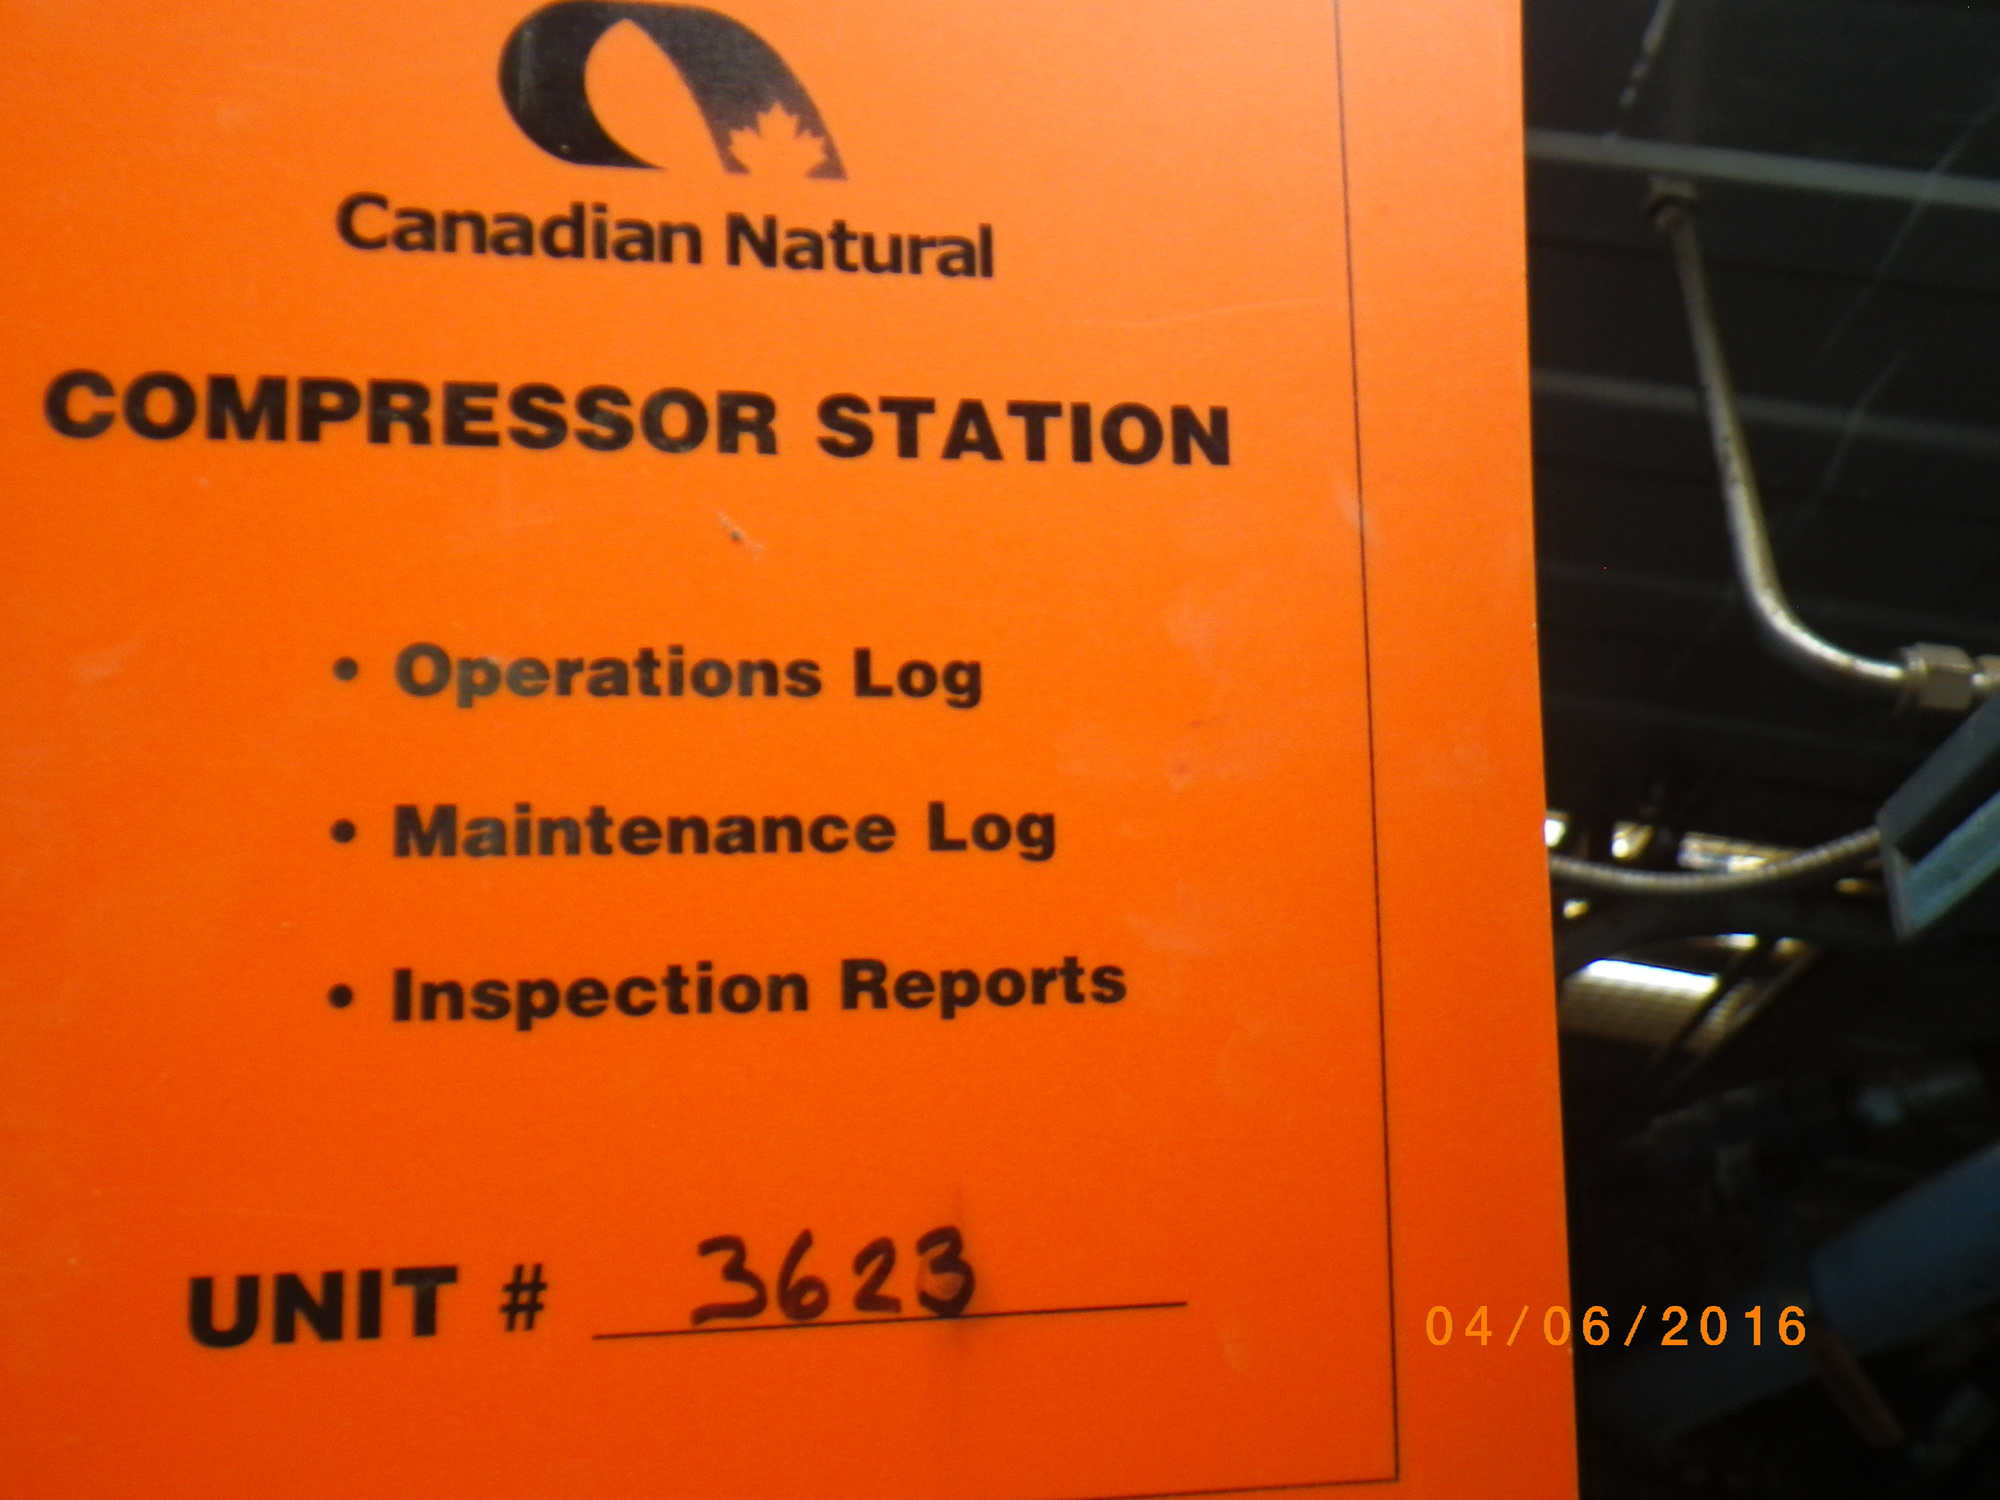 Canadian Natural
COMPRESSOR STATION
• Operations Log
• Maintenance Log
• Inspection Reports
UNIT # 3623
04/06/2016